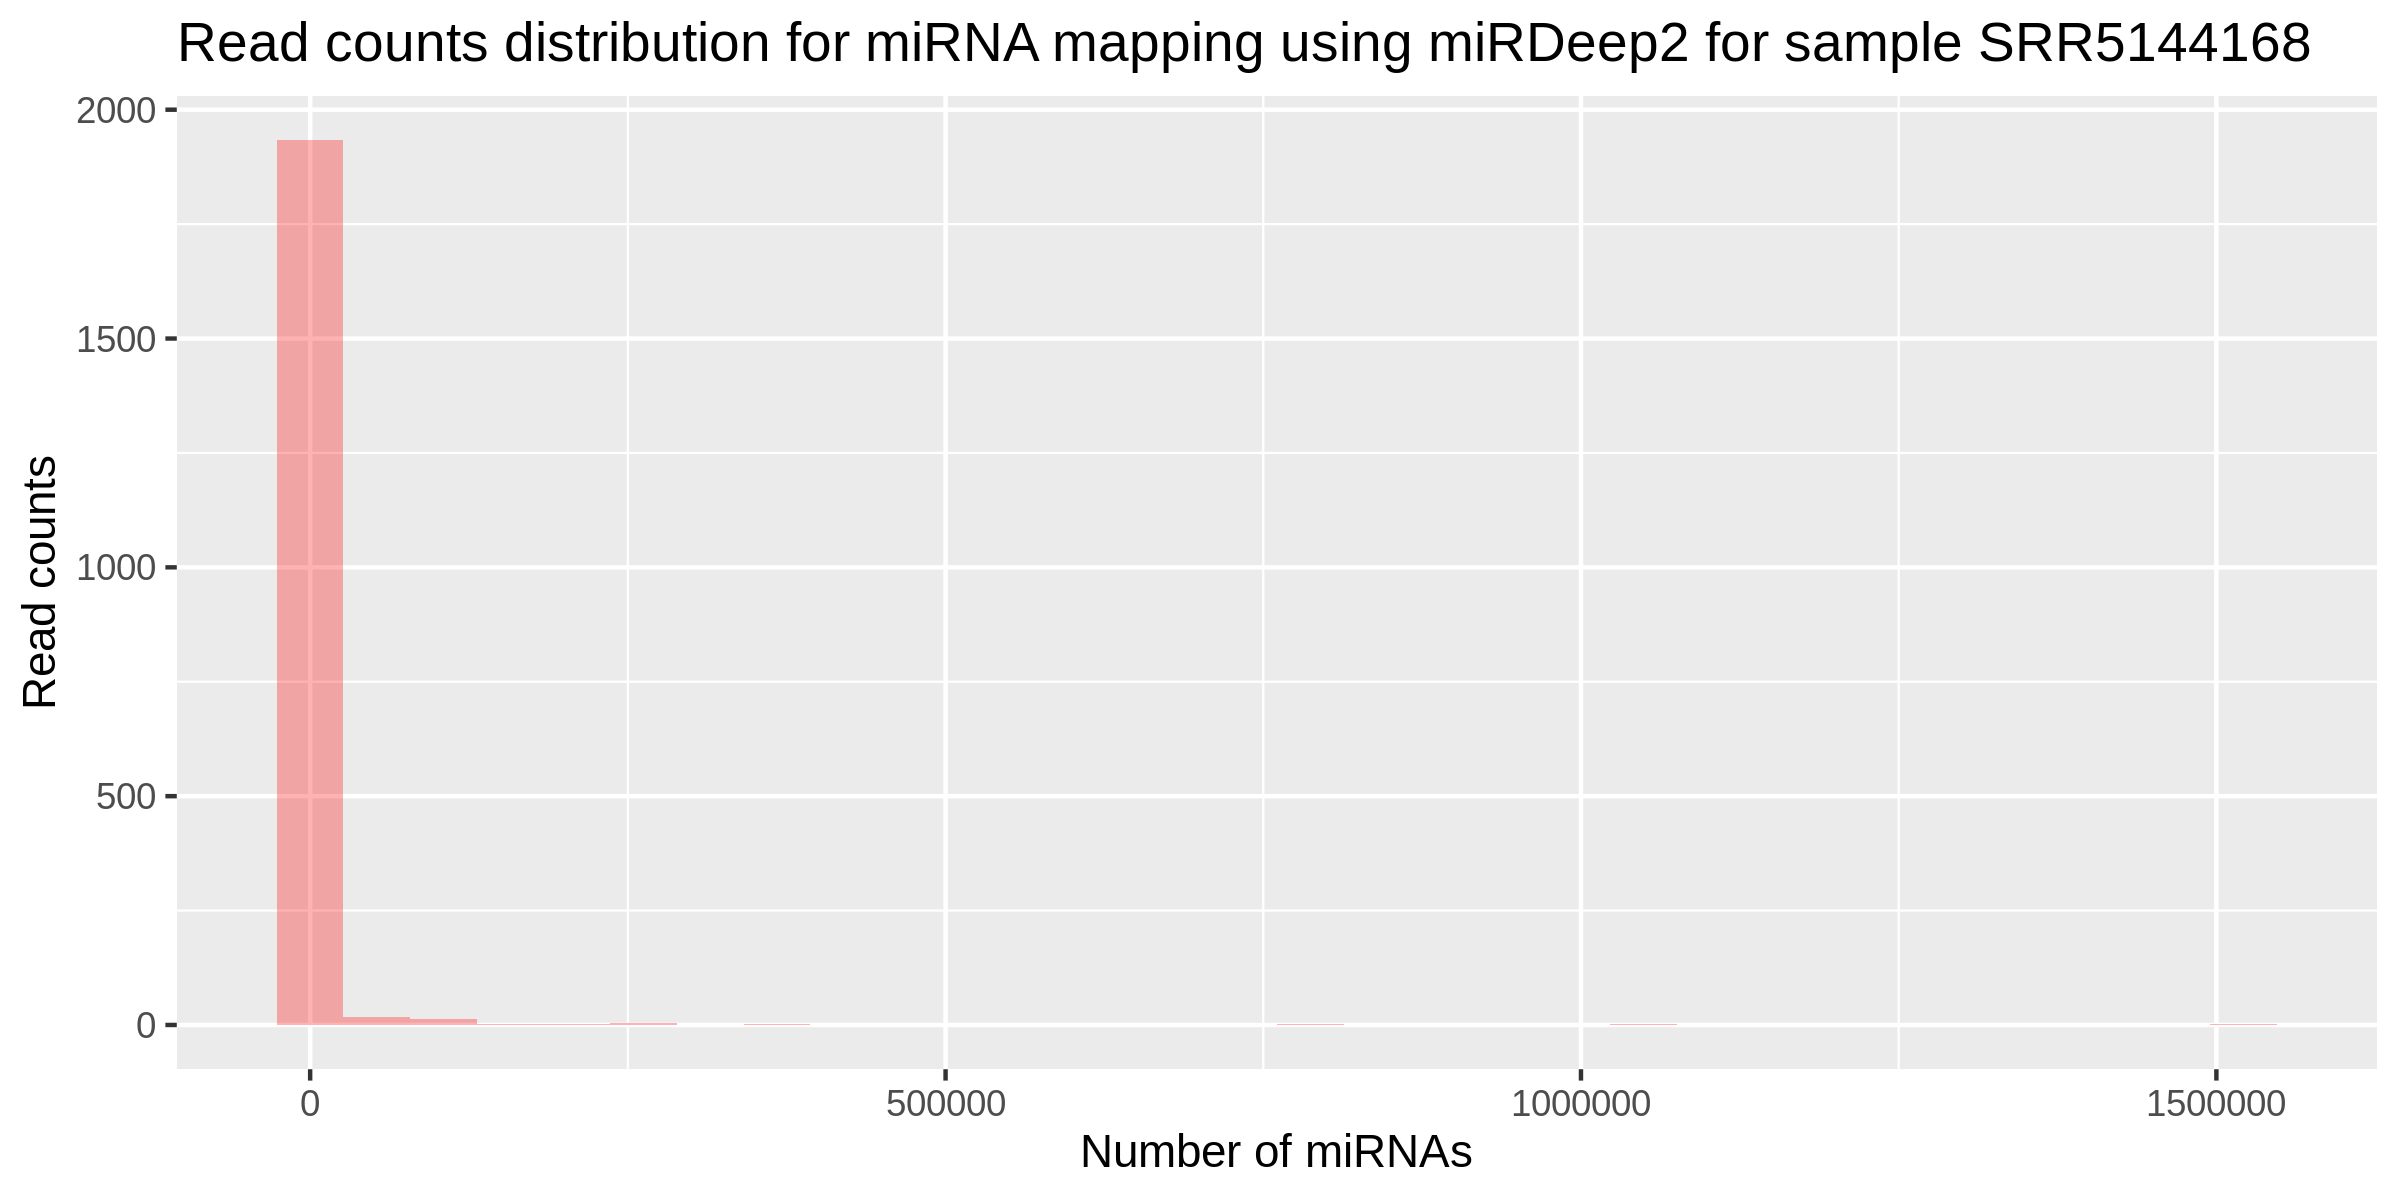 Read counts distribution for miRNA mapping using miRDeep2 for sample SRR5144168
2000
1500
1000
500
0
Read counts
0 500000 1000000 1500000
Number of miRNAs